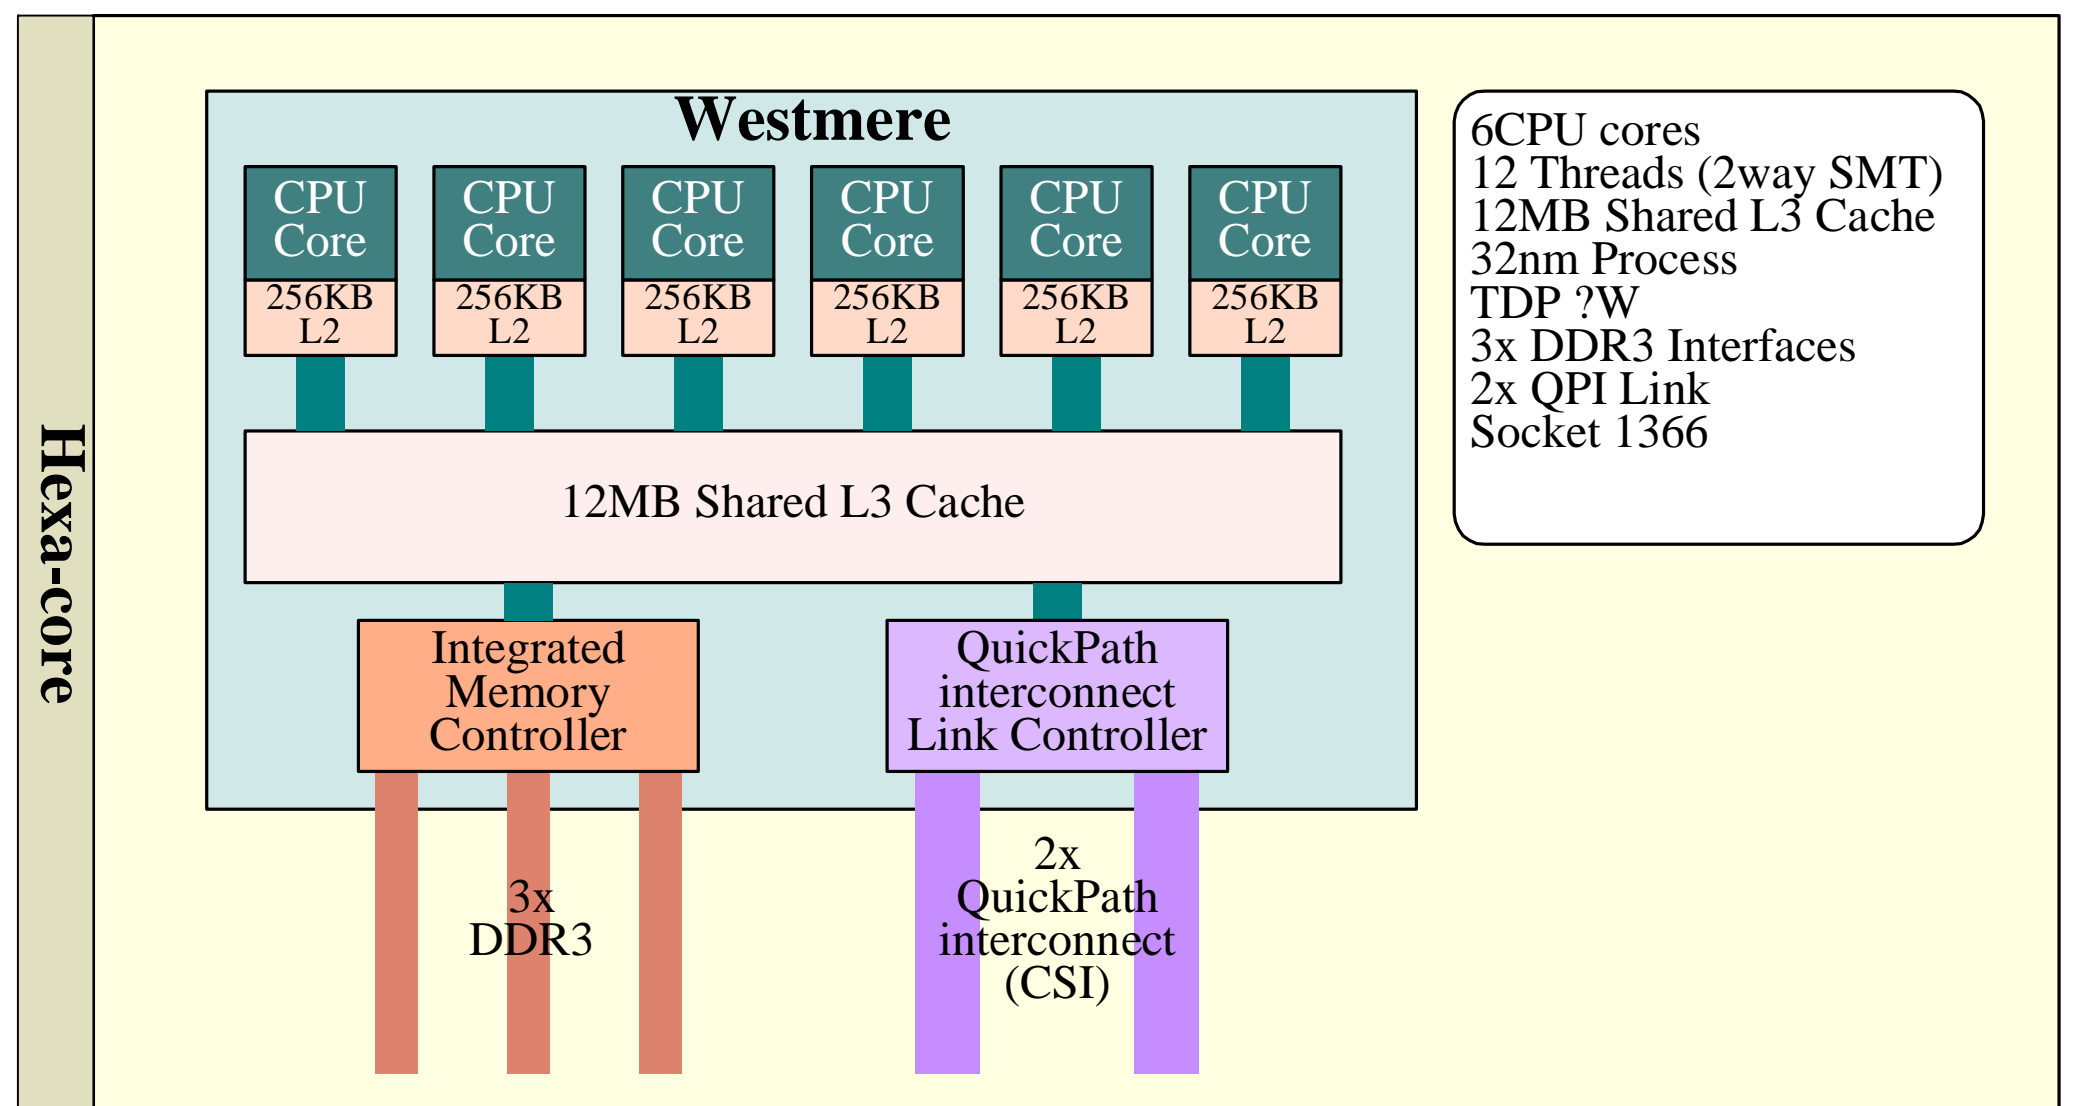 Hexa-core
Westmere
CPU
Core
256KB
L2
CPU
Core
256KB
L2
CPU
Core
256KB
L2
CPU
Core
256KB
L2
CPU
Core
256KB
L2
CPU
Core
256KB
L2
12MB Shared L3 Cache
Integrated
Memory
Controller
QuickPath
interconnect
Link Controller
3x
DDR3
2x
QuickPath
interconnect
(CSI)
6CPU cores
12 Threads (2way SMT)
12MB Shared L3 Cache
32nm Process
TDP ?W
3x DDR3 Interfaces
2x QPI Link
Socket 1366